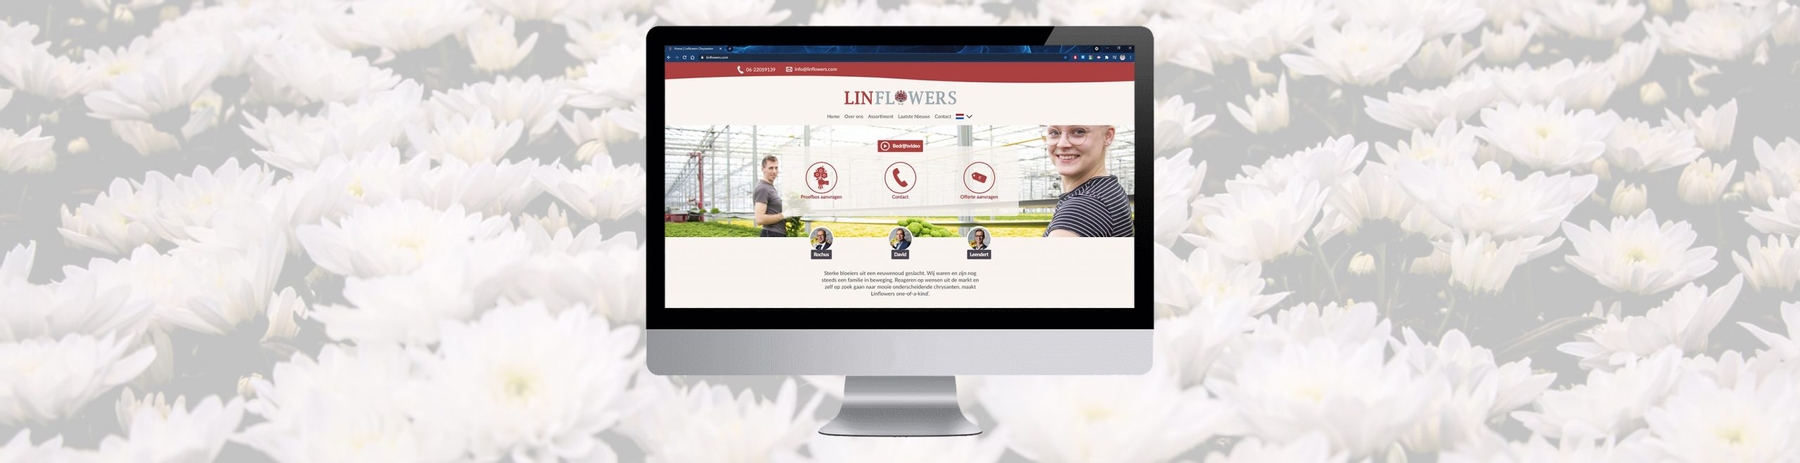 Home | Linflowers Chrysanten
linflowers.com
06-22019139 info@linflowers.com
LINFLOWERS
Home Over ons Assortiment Laatste Nieuws Contact
Bedrijfsvideo
Proefbos aanvragen Contact Offerte aanvragen
Rochus David Leendert
Sterke bloeiers uit een eeuwenoud geslacht. Wij waren en zijn nog
steeds een familie in beweging. Reageren op wensen uit de markt en
zelf op zoek gaan naar mooie onderscheidende chrysanten, maakt
Linflowers one-of-a-kind'.